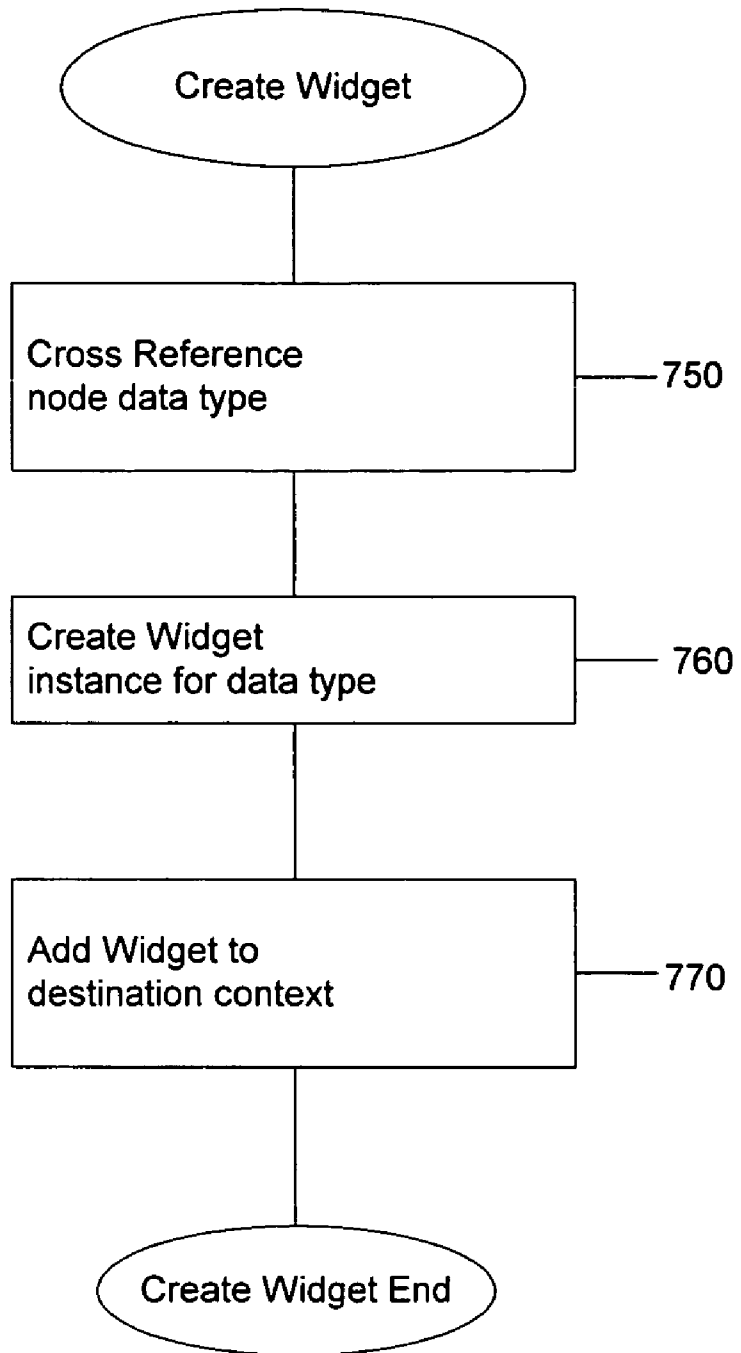 Create Widget
Cross Reference
node data type
750
Create Widget
instance for data type
760
Add Widget to
destination context
770
Create Widget End